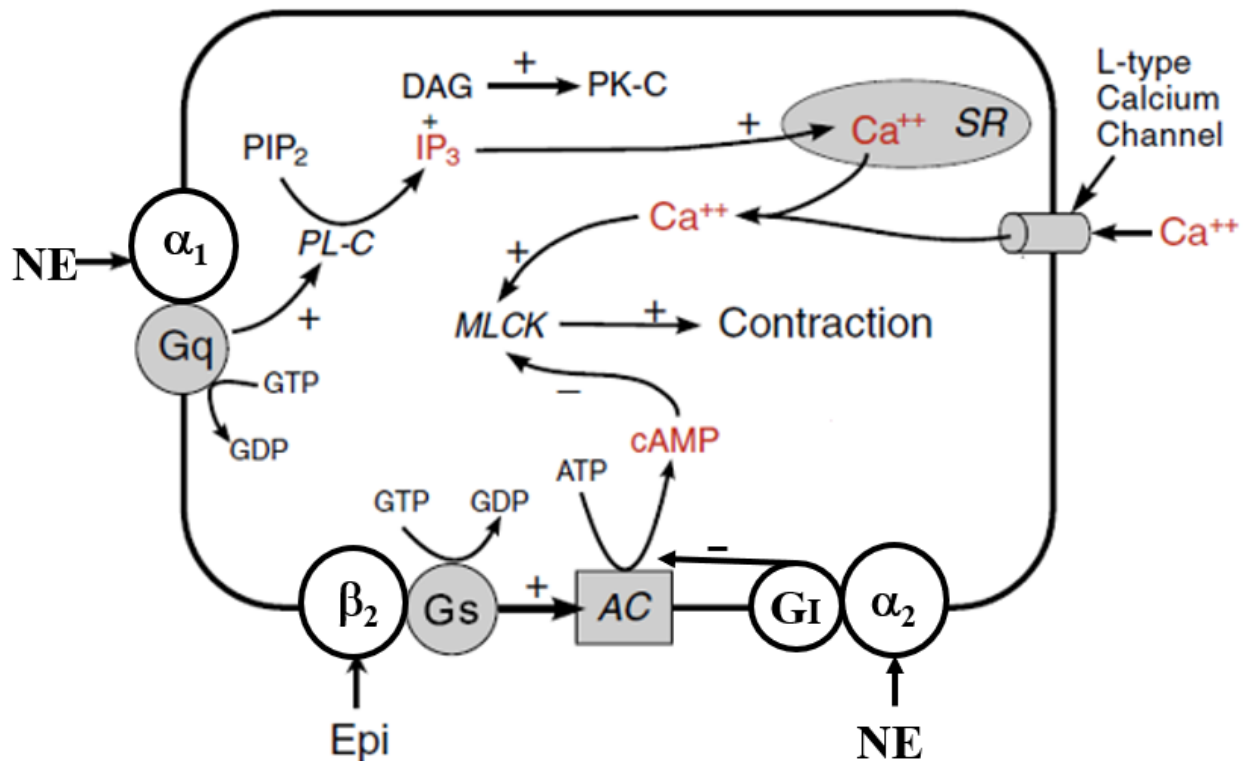 DAG + PK-C
L-type
Calcium
Channel
PIP₂
+
IP₃
+
Ca⁺⁺ SR
PL-C
Ca⁺⁺
Ca⁺⁺
NE
α₁
+
Gq
+
MLCK + Contraction
GTP
GDP
−
cAMP
ATP
GTP GDP
β₂
Gs
+
AC
-
GI
α₂
Epi
NE